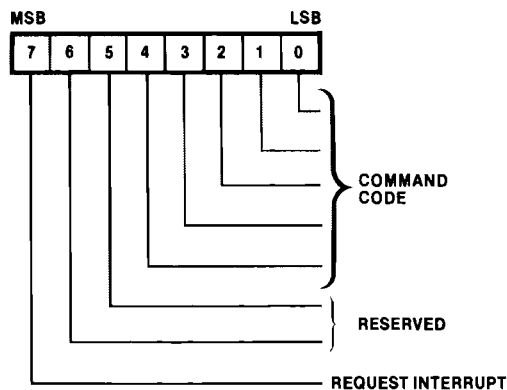 MSB LSB
7 6 5 4 3 2 1 0
COMMAND
CODE
RESERVED
REQUEST INTERRUPT